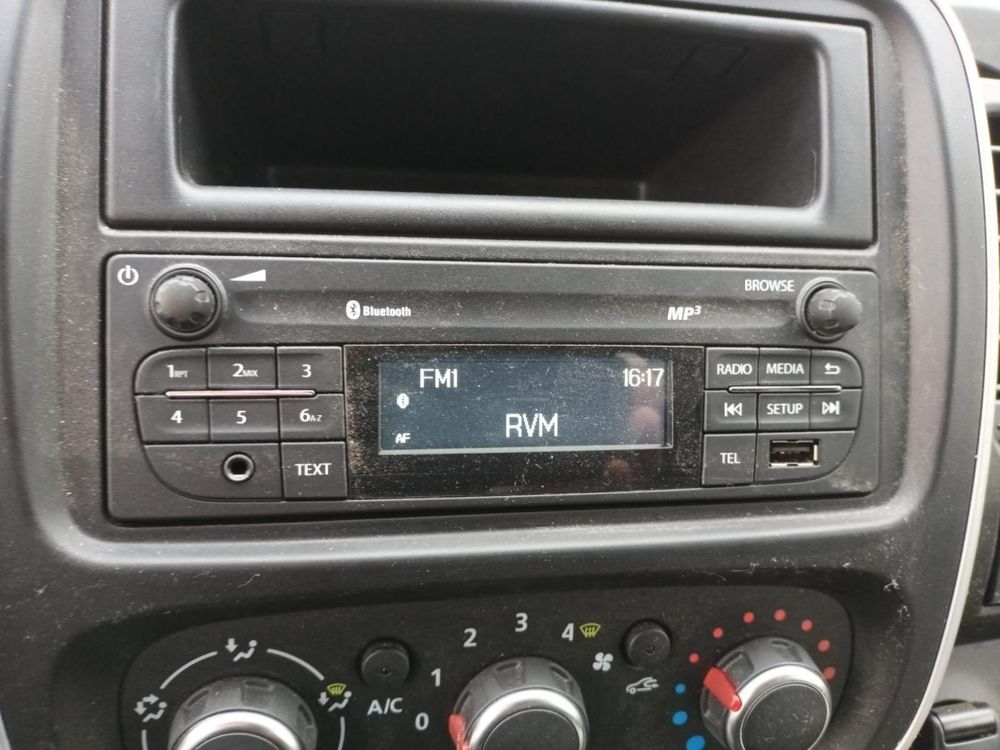 BROWSE
Bluetooth
MP3
1RPT 2MIX 3
FM1 16:17
RADIO MEDIA
4 5 6A-Z
AF RVM
SETUP
TEXT
TEL
0 1 2 3 4
A/C